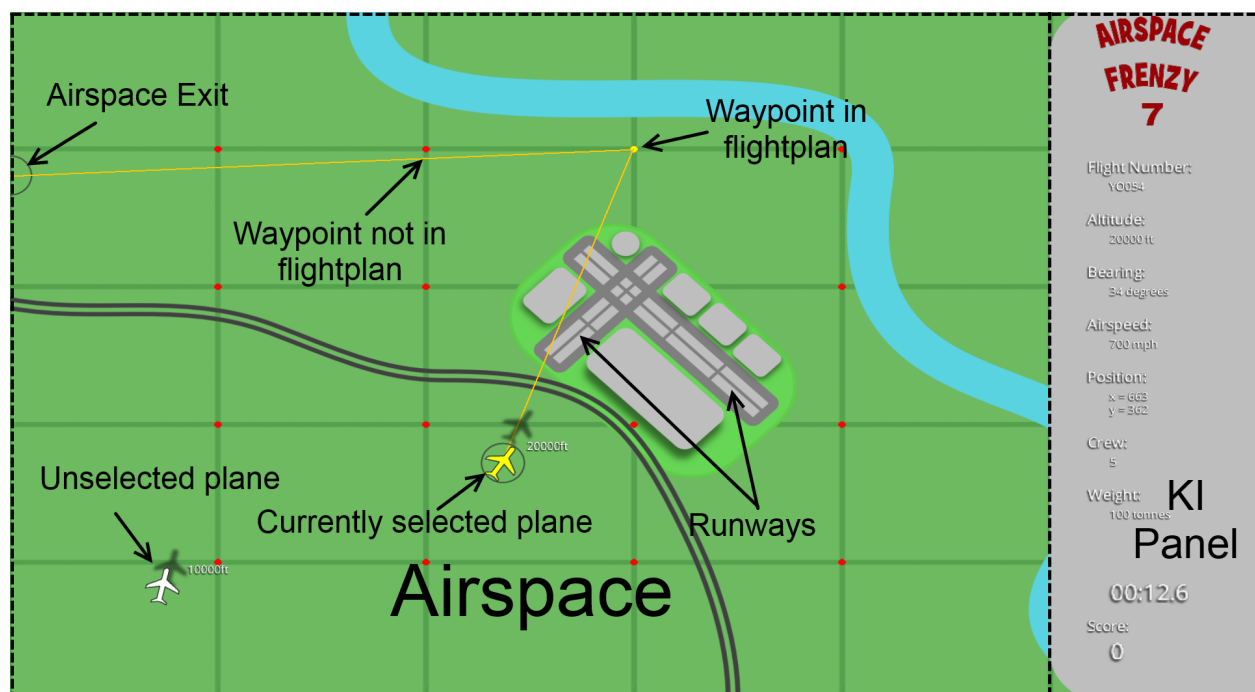 AIRSPACE
FRENZY
7
Airspace Exit
Waypoint in
flightplan
Waypoint not in
flightplan
Flight Number:
YO054
Altitude:
20000 ft
Bearing:
34 degrees
Airspeed:
700 mph
Position:
x = 663
y = 362
Crew:
5
Weight:
100 tonnes
KI
Panel
20000ft
Unselected plane
Currently selected plane
Runways
10000ft
Airspace
00:12.6
Score:
0